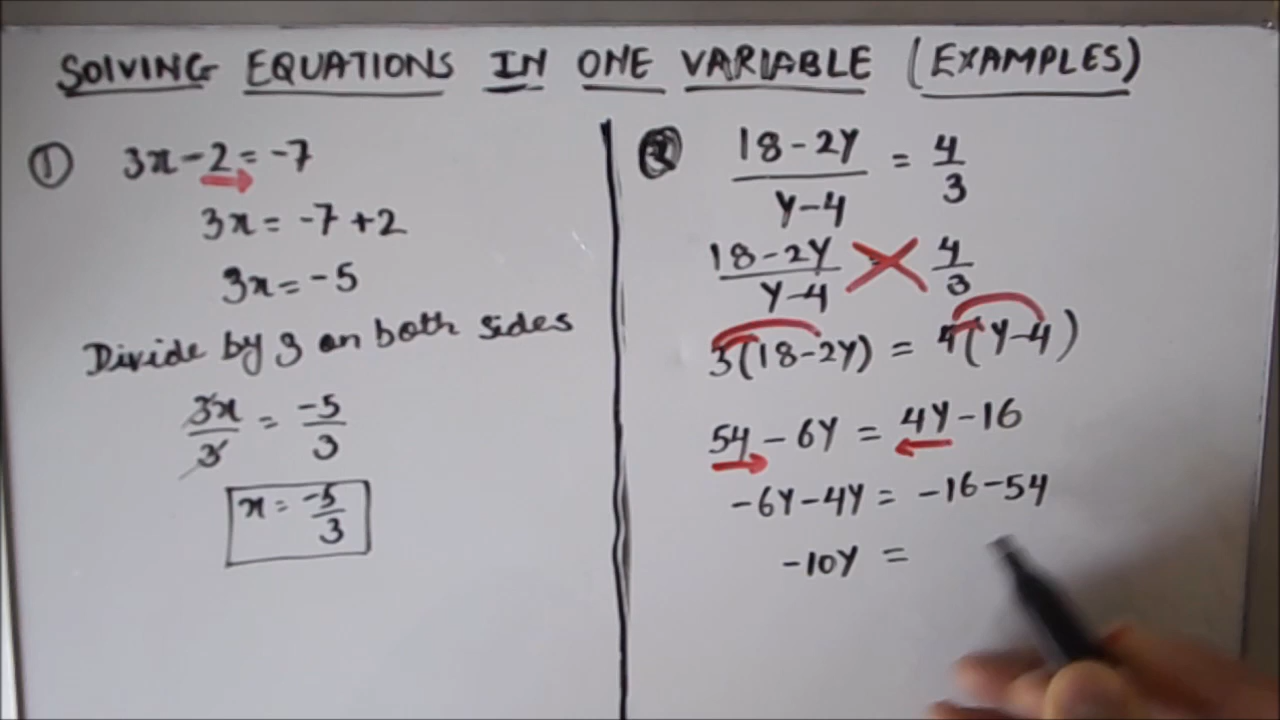 SOLVING EQUATIONS IN ONE VARIABLE (EXAMPLES)
① 3x-2=-7
3x=-7+2
3x=-5
Divide by 3 on both sides
3x/3 = -5/3
x = -5/3
② (18-2Y)/(Y-4) = 4/3
(18-2Y)/(Y-4) = 4/3
3(18-2Y) = 4(Y-4)
54-6Y = 4Y-16
-6Y-4Y = -16-54
-10Y =